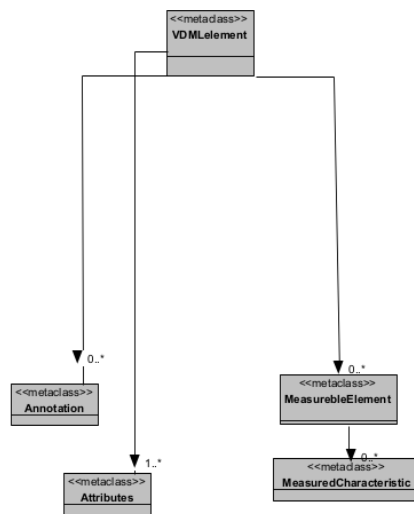 <<metaclass>>
VDMLelement
0..*
0..*
<<metaclass>>
MeasurebleElement
<<metaclass>>
Annotation
0..*
1..*
<<metaclass>>
MeasuredCharacteristic
<<metaclass>>
Attributes